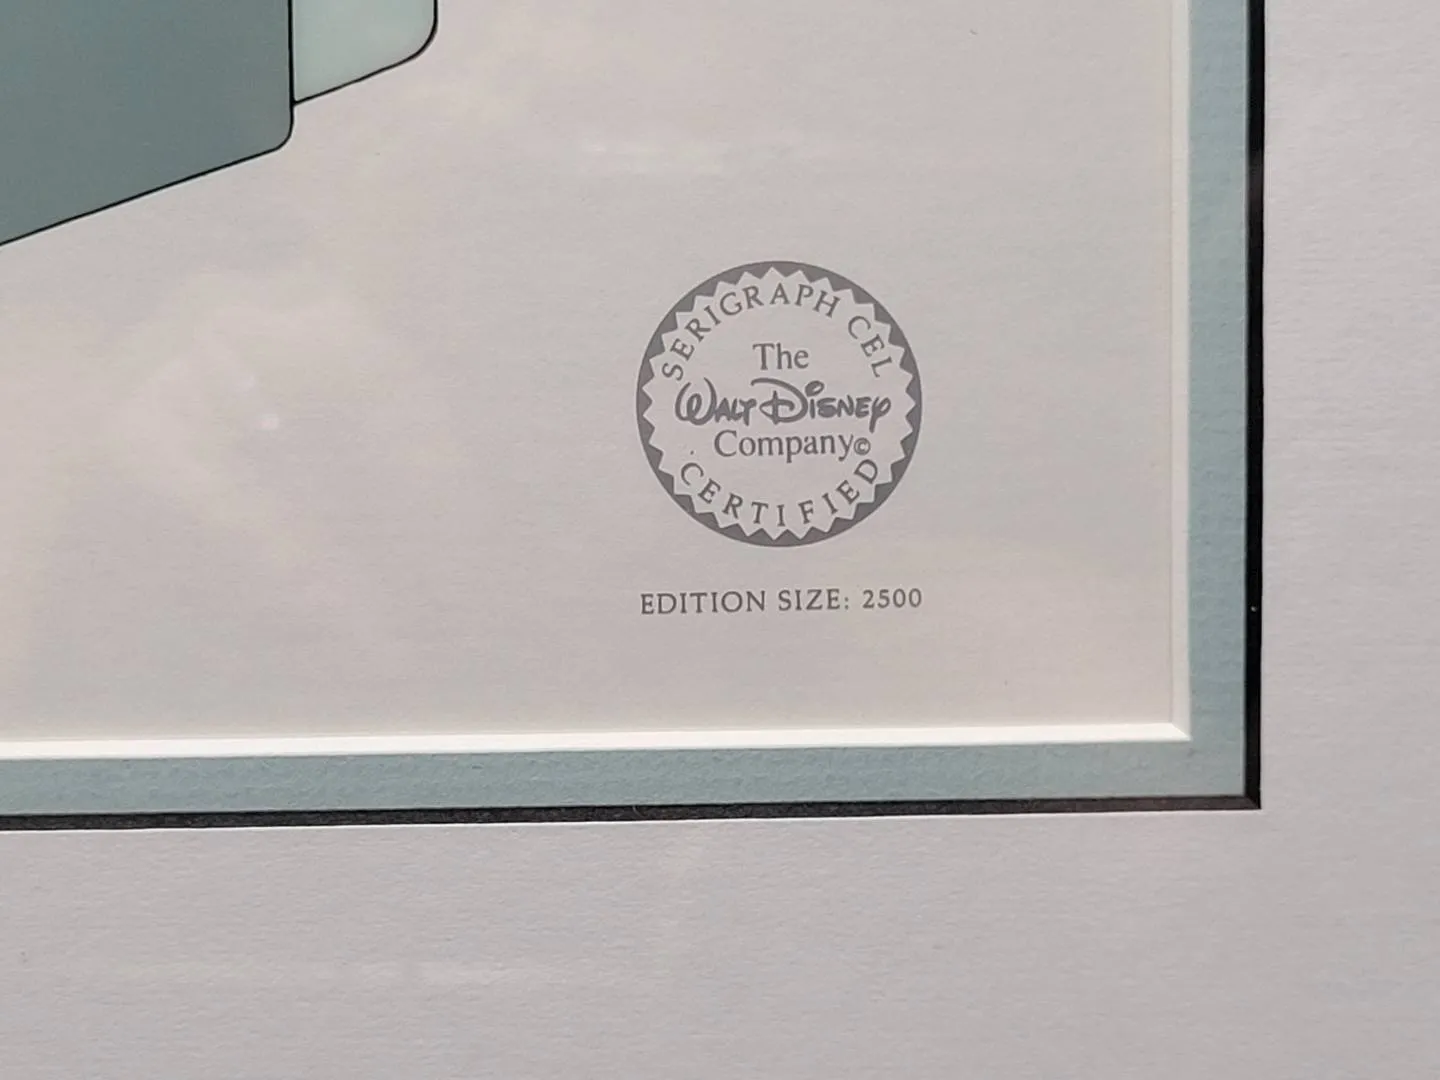 SERIGRAPH CEL
The
WALT DISNEY
Company©
CERTIFIED
EDITION SIZE: 2500